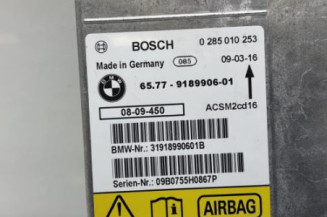 BOSCH 0 285 010 253
Made in Germany 085 09-03-16
65.77 - 9189906-01
08-09-450 ACSM2cd16
BMW-Nr.: 31918990601B
Serien-Nr.: 09B0755H0867P
AIRBAG